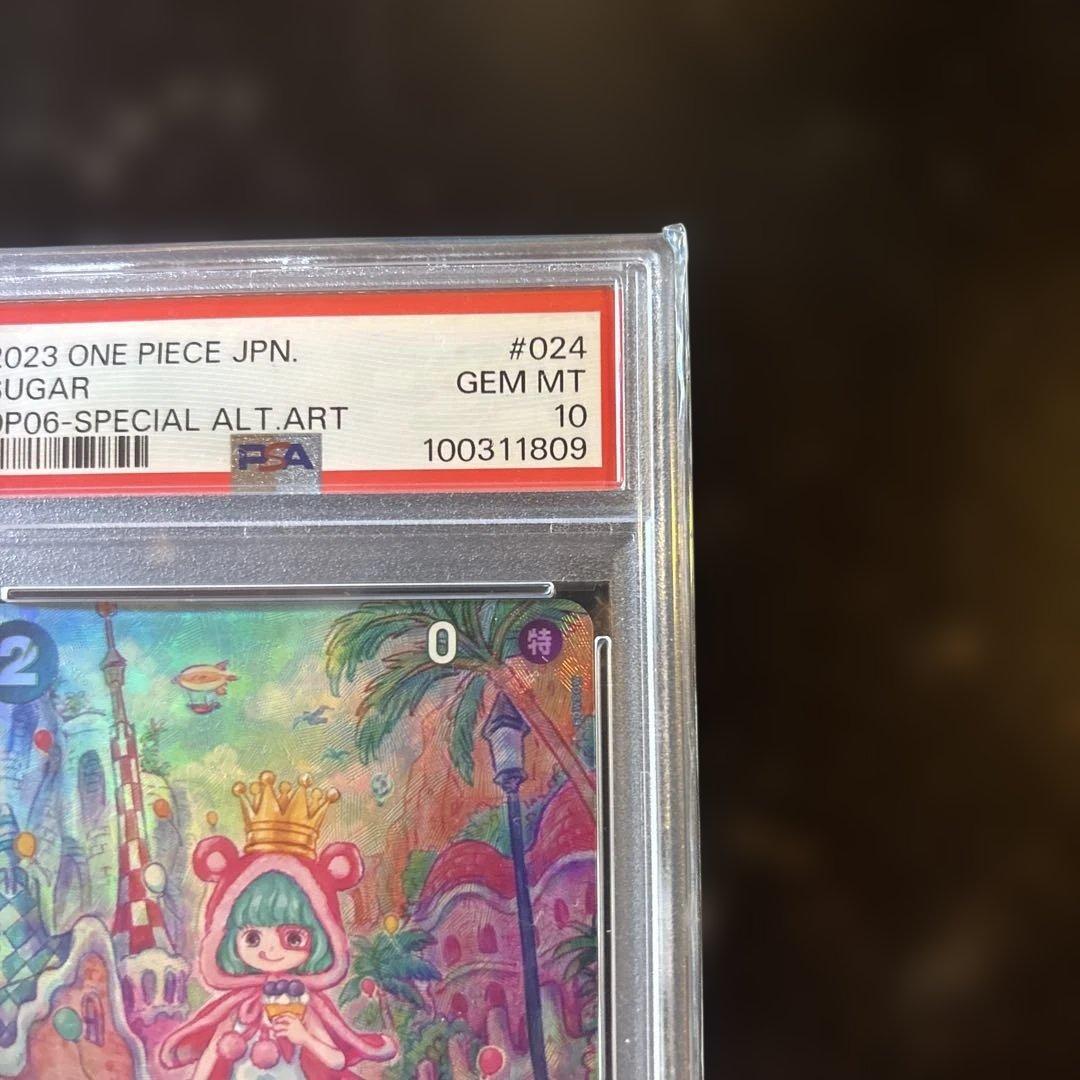 2023 ONE PIECE JPN. #024
SUGAR GEM MT
OP06-SPECIAL ALT.ART 10
PSA 100311809
2 0 特